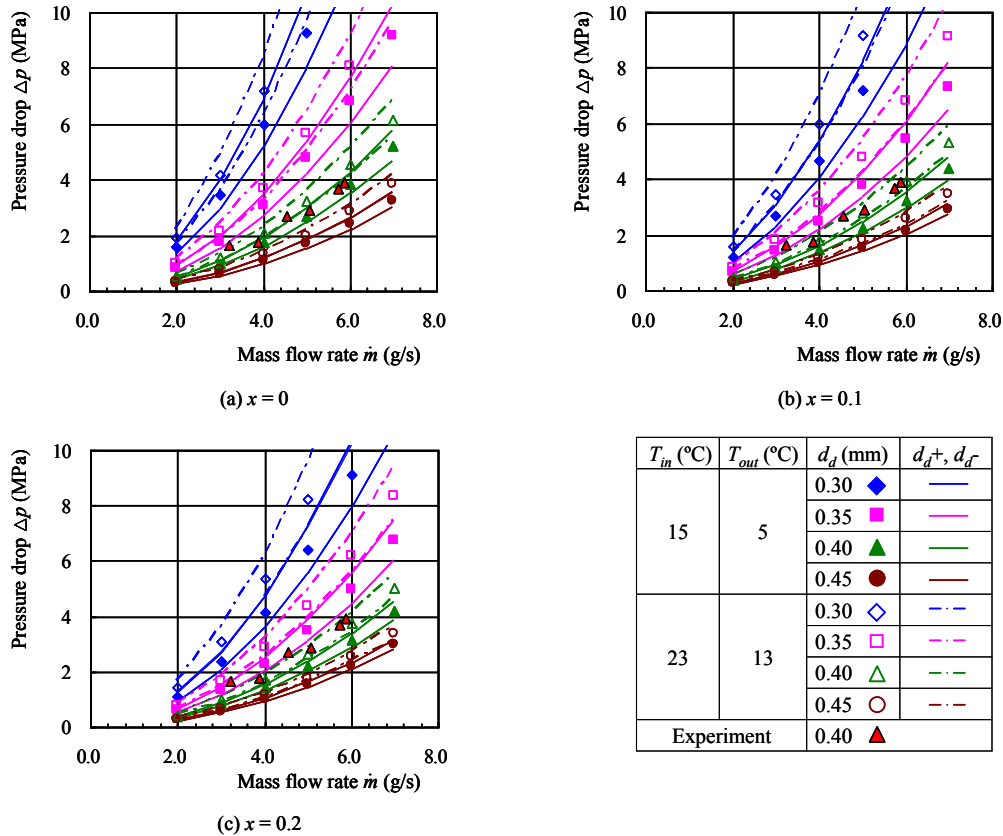 Pressure drop △p (MPa)
10
8
6
4
2
0
0.0 2.0 4.0 6.0 8.0
Mass flow rate ṁ (g/s)
(a) x = 0
Pressure drop △p (MPa)
10
8
6
4
2
0
0.0 2.0 4.0 6.0 8.0
Mass flow rate ṁ (g/s)
(b) x = 0.1
Pressure drop △p (MPa)
10
8
6
4
2
0
0.0 2.0 4.0 6.0 8.0
Mass flow rate ṁ (g/s)
(c) x = 0.2
T_in (ºC) T_out (ºC) d_d (mm) d_d+, d_d-
15 5
0.30
0.35
0.40
0.45
23 13
0.30
0.35
0.40
0.45
Experiment 0.40